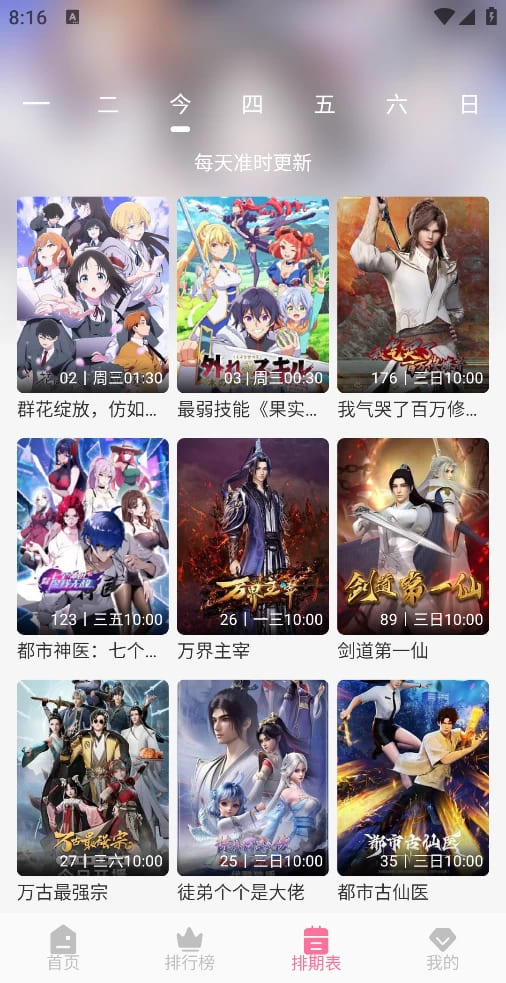 8:16 A
一 二 今 四 五 六 日
每天准时更新
外れスキル
02 | 周三01:30
03 | 周三00:30
176 | 三日10:00
群花绽放，仿如...
最弱技能《果实...
我气哭了百万修...
万界主宰
剑道第一仙
123 | 三五10:00
26 | 一三10:00
89 | 三日10:00
都市神医：七个...
万界主宰
剑道第一仙
万古最强宗
都市古仙医
27 | 三六10:00
25 | 三日10:00
35 | 三日10:00
万古最强宗
徒弟个个是大佬
都市古仙医
首页
排行榜
排期表
我的